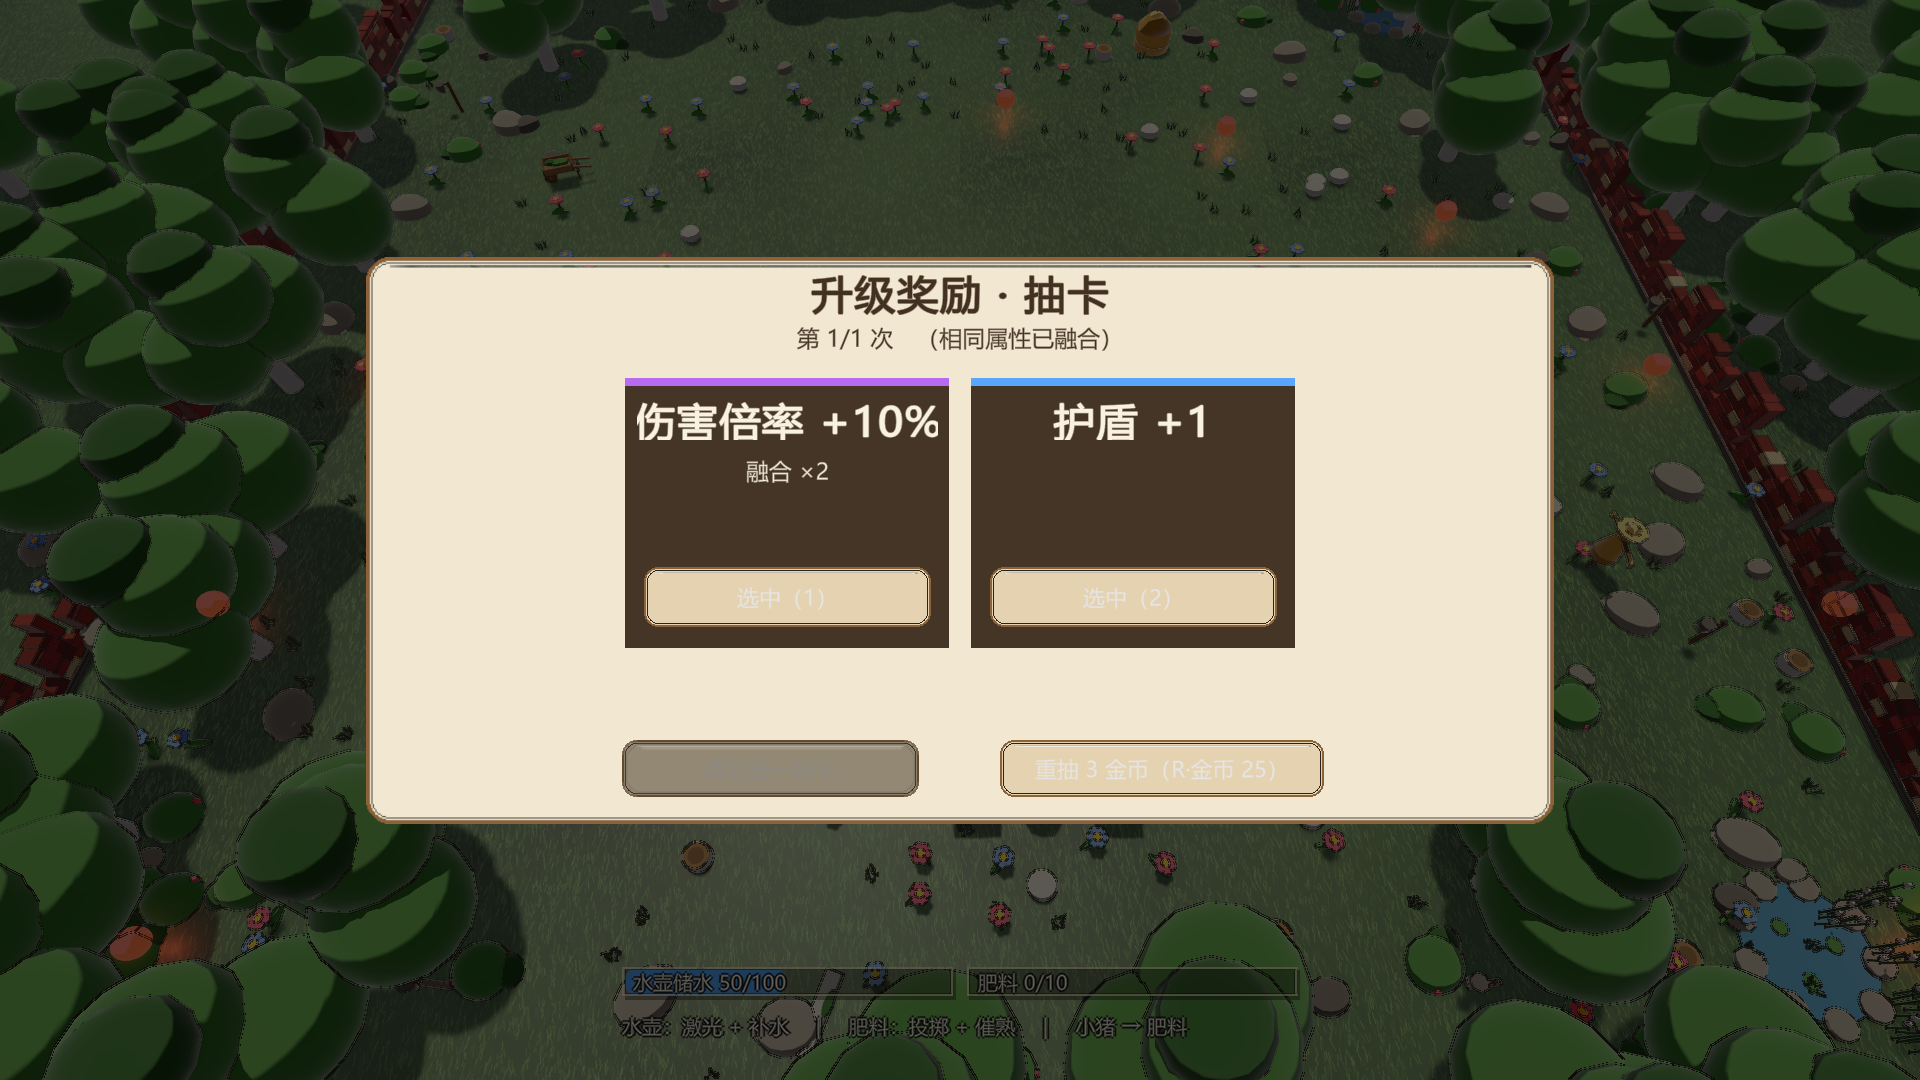 升级奖励 · 抽卡
第 1/1 次 （相同属性已融合）
伤害倍率 +10%
融合 ×2
选中（1）
护盾 +1
选中（2）
重抽 3 金币（R·金币 25）
水壶储水 50/100
肥料 0/10
水壶：激光 + 补水 | 肥料：投掷 + 催熟 | 小猪 → 肥料